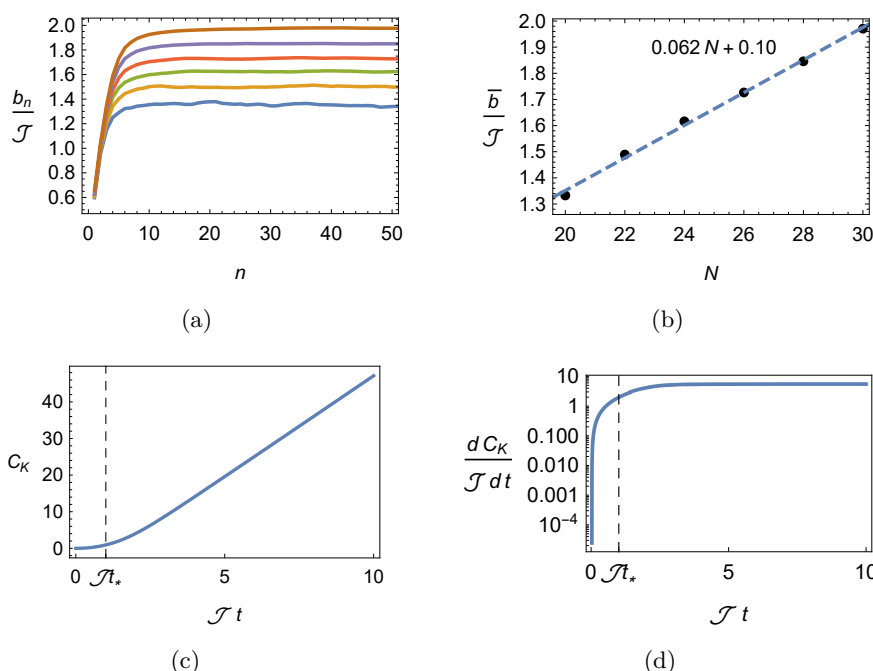 2.0
1.8
1.6
1.4
1.2
1.0
0.8
0.6
b_n
𝒥
0 10 20 30 40 50
n
(a)
2.0
1.9
1.8
1.7
1.6
1.5
1.4
1.3
b̅
𝒥
0.062 N + 0.10
20 22 24 26 28 30
N
(b)
40
30
20
10
0
C_K
0 𝒥t_* 5 10
𝒥 t
(c)
10
1
0.100
0.010
0.001
10⁻⁴
d C_K
𝒥 d t
0 𝒥t_* 5 10
𝒥 t
(d)